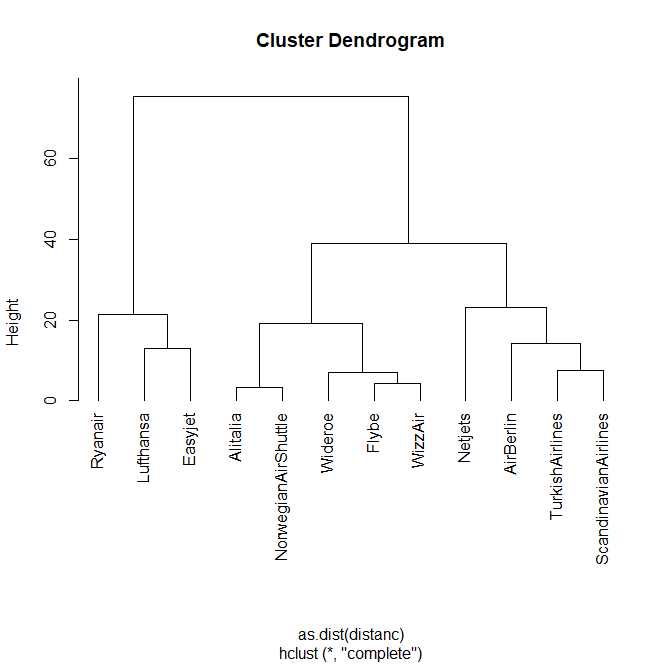 Cluster Dendrogram
Height
0
20
40
60
Ryanair
Lufthansa
Easyjet
Alitalia
NorwegianAirShuttle
Wideroe
Flybe
WizzAir
Netjets
AirBerlin
TurkishAirlines
ScandinavianAirlines
as.dist(distanc)
hclust (*, "complete")